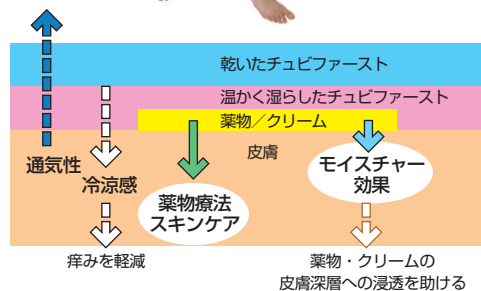 乾いたチュビファースト
温かく湿らしたチュビファースト
薬物／クリーム
皮膚
通気性
冷涼感
薬物療法
スキンケア
モイスチャー
効果
痒みを軽減
薬物・クリームの
皮膚深層への浸透を助ける